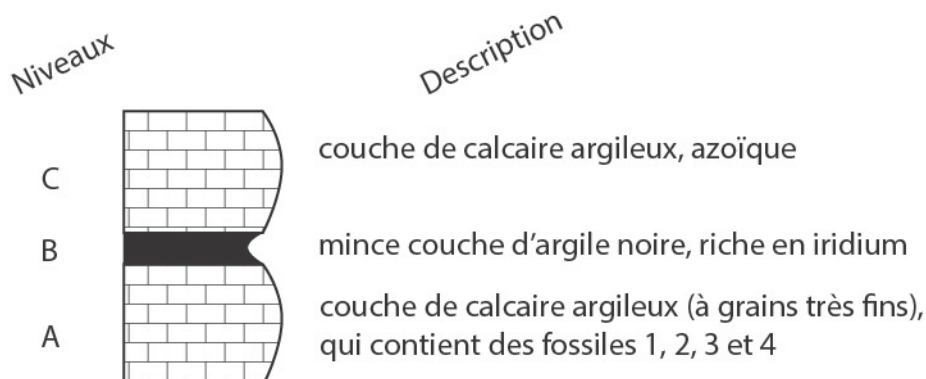 Niveaux
Description
C
couche de calcaire argileux, azoïque
B
mince couche d’argile noire, riche en iridium
A
couche de calcaire argileux (à grains très fins),
qui contient des fossiles 1, 2, 3 et 4